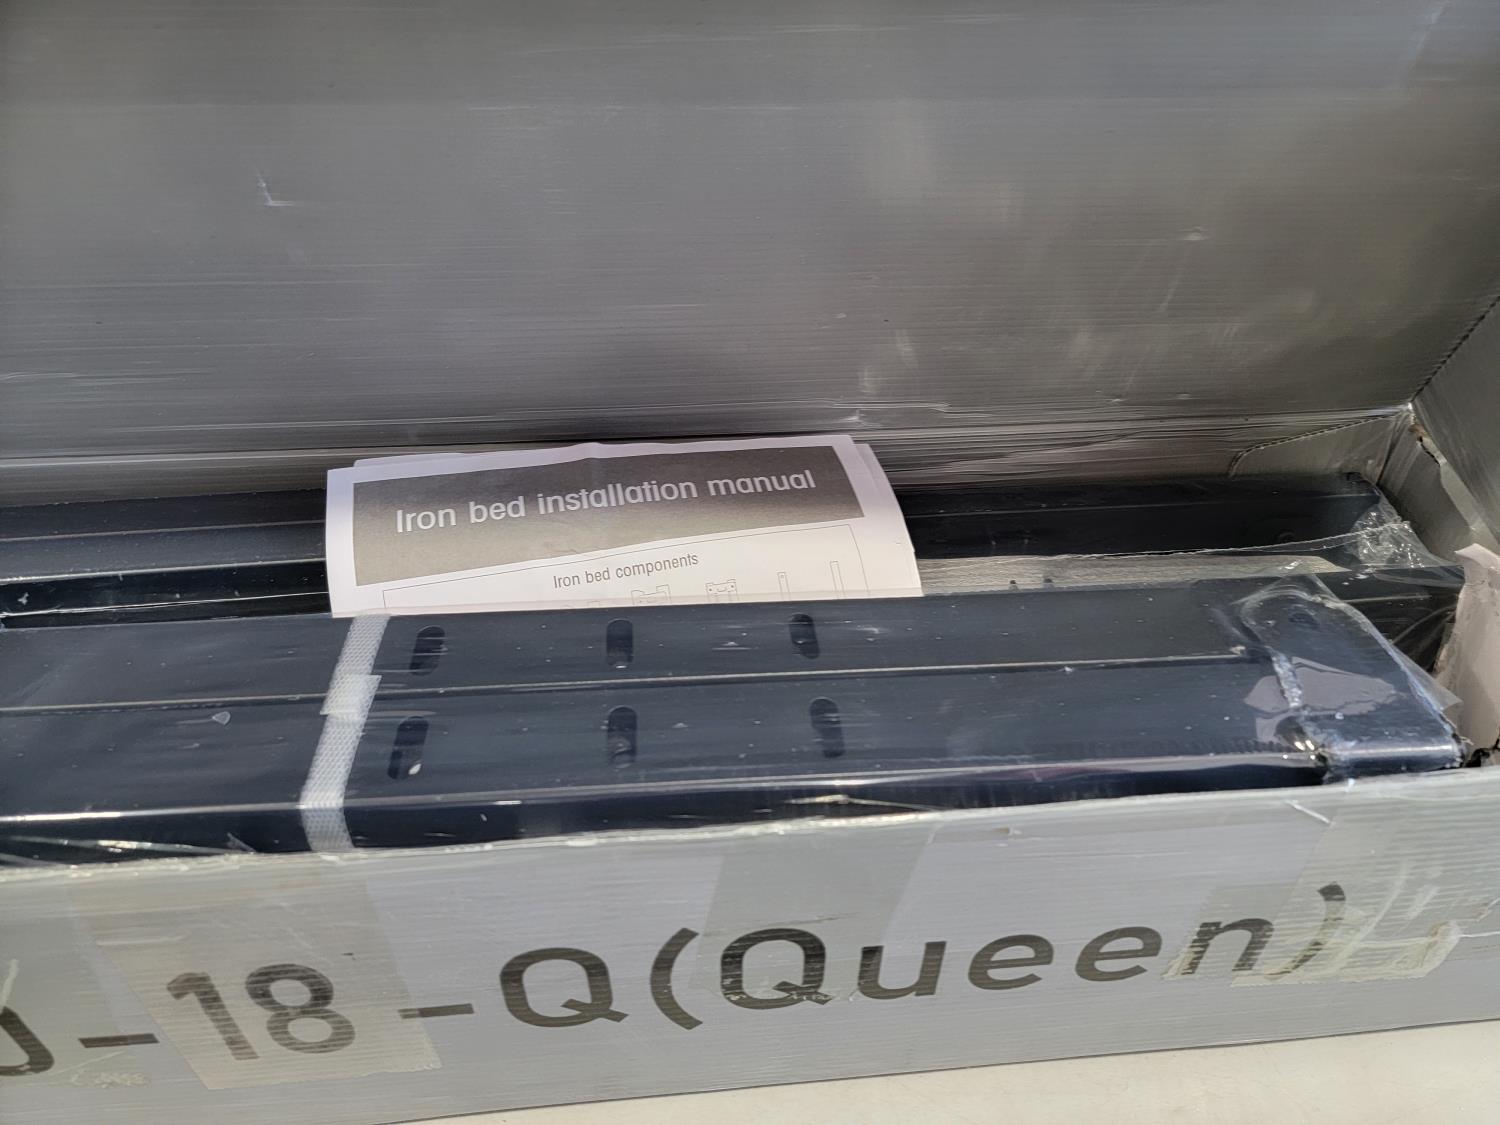 Iron bed installation manual
Iron bed components
-18-Q(Queen)